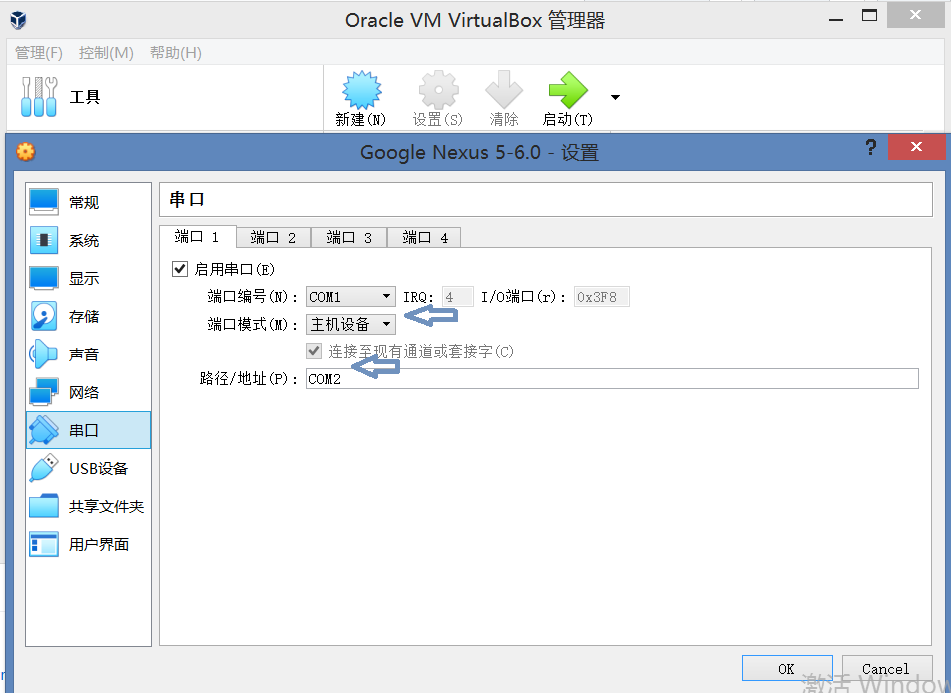 Oracle VM VirtualBox 管理器
管理(F) 控制(M) 帮助(H)
工具
新建(N) 设置(S) 清除 启动(T)
Google Nexus 5-6.0 - 设置
常规
系统
显示
存储
声音
网络
串口
USB设备
共享文件夹
用户界面
串口
端口 1 端口 2 端口 3 端口 4
启用串口(E)
端口编号(N): COM1 IRQ: 4 I/O端口(r): 0x3F8
端口模式(M): 主机设备
连接至现有通道或套接字(C)
路径/地址(P): COM2
OK Cancel
激活 Window